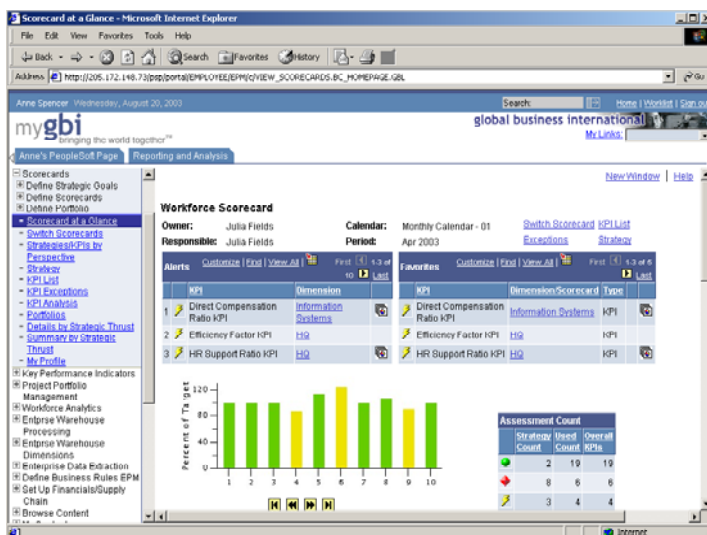 Scorecard at a Glance - Microsoft Internet Explorer
File Edit View Favorites Tools Help
Back Search Favorites History
Address http://205.172.148.73/psp/portal/EMPLOYEE/EPM/c/VIEW_SCORECARDS.BC_HOMEPAGE.GBL Go
Anne Spencer Wednesday, August 20, 2003 Search: Home | Worklist | Sign out
mygbi
bringing the world together™
global business international
My Links:
Anne's PeopleSoft Page Reporting and Analysis
New Window | Help
Scorecards
Define Strategic Goals
Define Scorecards
Define Portfolio
Scorecard at a Glance
Switch Scorecards
Strategies/KPIs by
Perspective
Strategy
KPI List
KPI Exceptions
KPI Analysis
Portfolios
Details by Strategic Thrust
Summary by Strategic
Thrust
My Profile
Key Performance Indicators
Project Portfolio
Management
Workforce Analytics
Entprse Warehouse
Processing
Entprse Warehouse
Dimensions
Enterprise Data Extraction
Define Business Rules EPM
Set Up Financials/Supply
Chain
Browse Content
Workforce Scorecard
Owner: Julia Fields Calendar: Monthly Calendar - 01 Switch Scorecard KPI List
Responsible: Julia Fields Period: Apr 2003 Exceptions Strategy
Alerts Customize | Find | View All | First 1-3 of
10 Last
KPI Dimension
1 Direct Compensation Information
Ratio KPI Systems
2 Efficiency Factor KPI HQ
3 HR Support Ratio KPI HQ
Favorites Customize | Find | View All | First 1-3 of 6
Last
KPI Dimension/Scorecard Type
Direct Compensation Information Systems KPI
Ratio KPI
Efficiency Factor KPI HQ KPI
HR Support Ratio KPI HQ KPI
Percent of Target
120
80
40
0
1 2 3 4 5 6 7 8 9 10
Assessment Count
Strategy Used Overall
Count Count KPIs
2 19 19
8 6 6
3 4 4
Internet